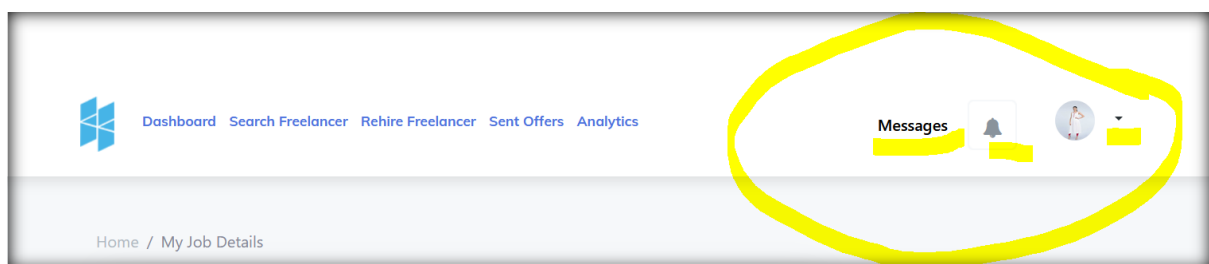 Dashboard Search Freelancer Rehire Freelancer Sent Offers Analytics Messages
Home / My Job Details